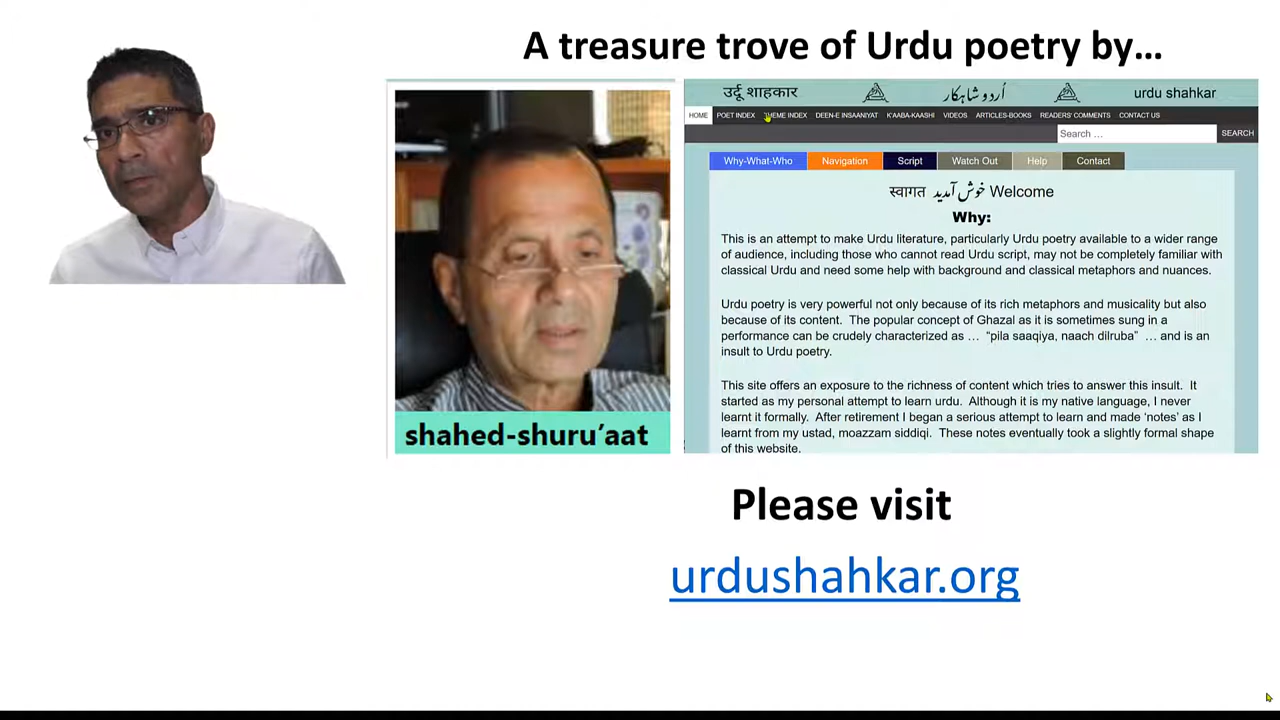 A treasure trove of Urdu poetry by...
उर्दू शाहकार اُردو شاہکار urdu shahkar
HOME POET INDEX THEME INDEX DEEN-E INSAANIYAT K'AABA-KAASHI VIDEOS ARTICLES-BOOKS READERS' COMMENTS CONTACT US
Search ... SEARCH
Why-What-Who Navigation Script Watch Out Help Contact
स्वागत خوش آمدید Welcome
Why:
This is an attempt to make Urdu literature, particularly Urdu poetry available to a wider range
of audience, including those who cannot read Urdu script, may not be completely familiar with
classical Urdu and need some help with background and classical metaphors and nuances.
Urdu poetry is very powerful not only because of its rich metaphors and musicality but also
because of its content. The popular concept of Ghazal as it is sometimes sung in a
performance can be crudely characterized as ... “pila saaqiya, naach dilruba” ... and is an
insult to Urdu poetry.
This site offers an exposure to the richness of content which tries to answer this insult. It
started as my personal attempt to learn urdu. Although it is my native language, I never
learnt it formally. After retirement I began a serious attempt to learn and made ‘notes’ as I
learnt from my ustad, moazzam siddiqi. These notes eventually took a slightly formal shape
of this website.
shahed-shuru’aat
Please visit
urdushahkar.org